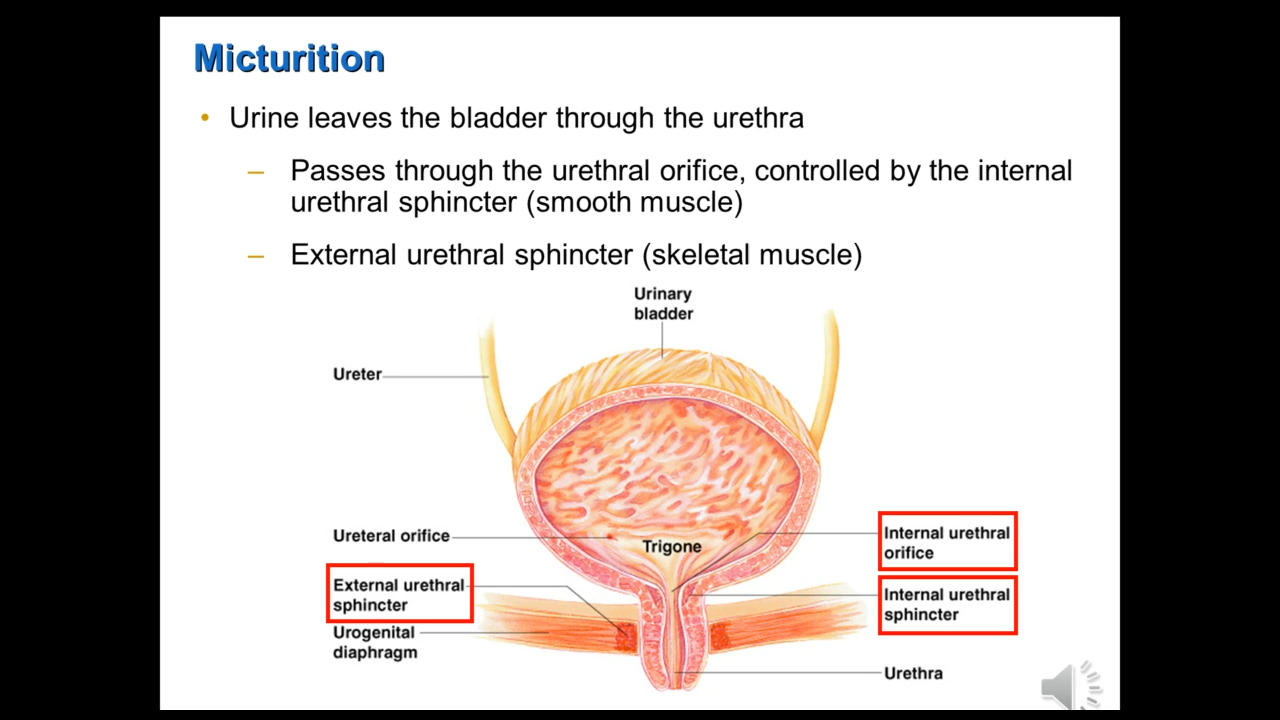 Micturition
• Urine leaves the bladder through the urethra
– Passes through the urethral orifice, controlled by the internal
urethral sphincter (smooth muscle)
– External urethral sphincter (skeletal muscle)
Urinary
bladder
Ureter
Ureteral orifice
Trigone
Internal urethral
orifice
External urethral
sphincter
Internal urethral
sphincter
Urogenital
diaphragm
Urethra